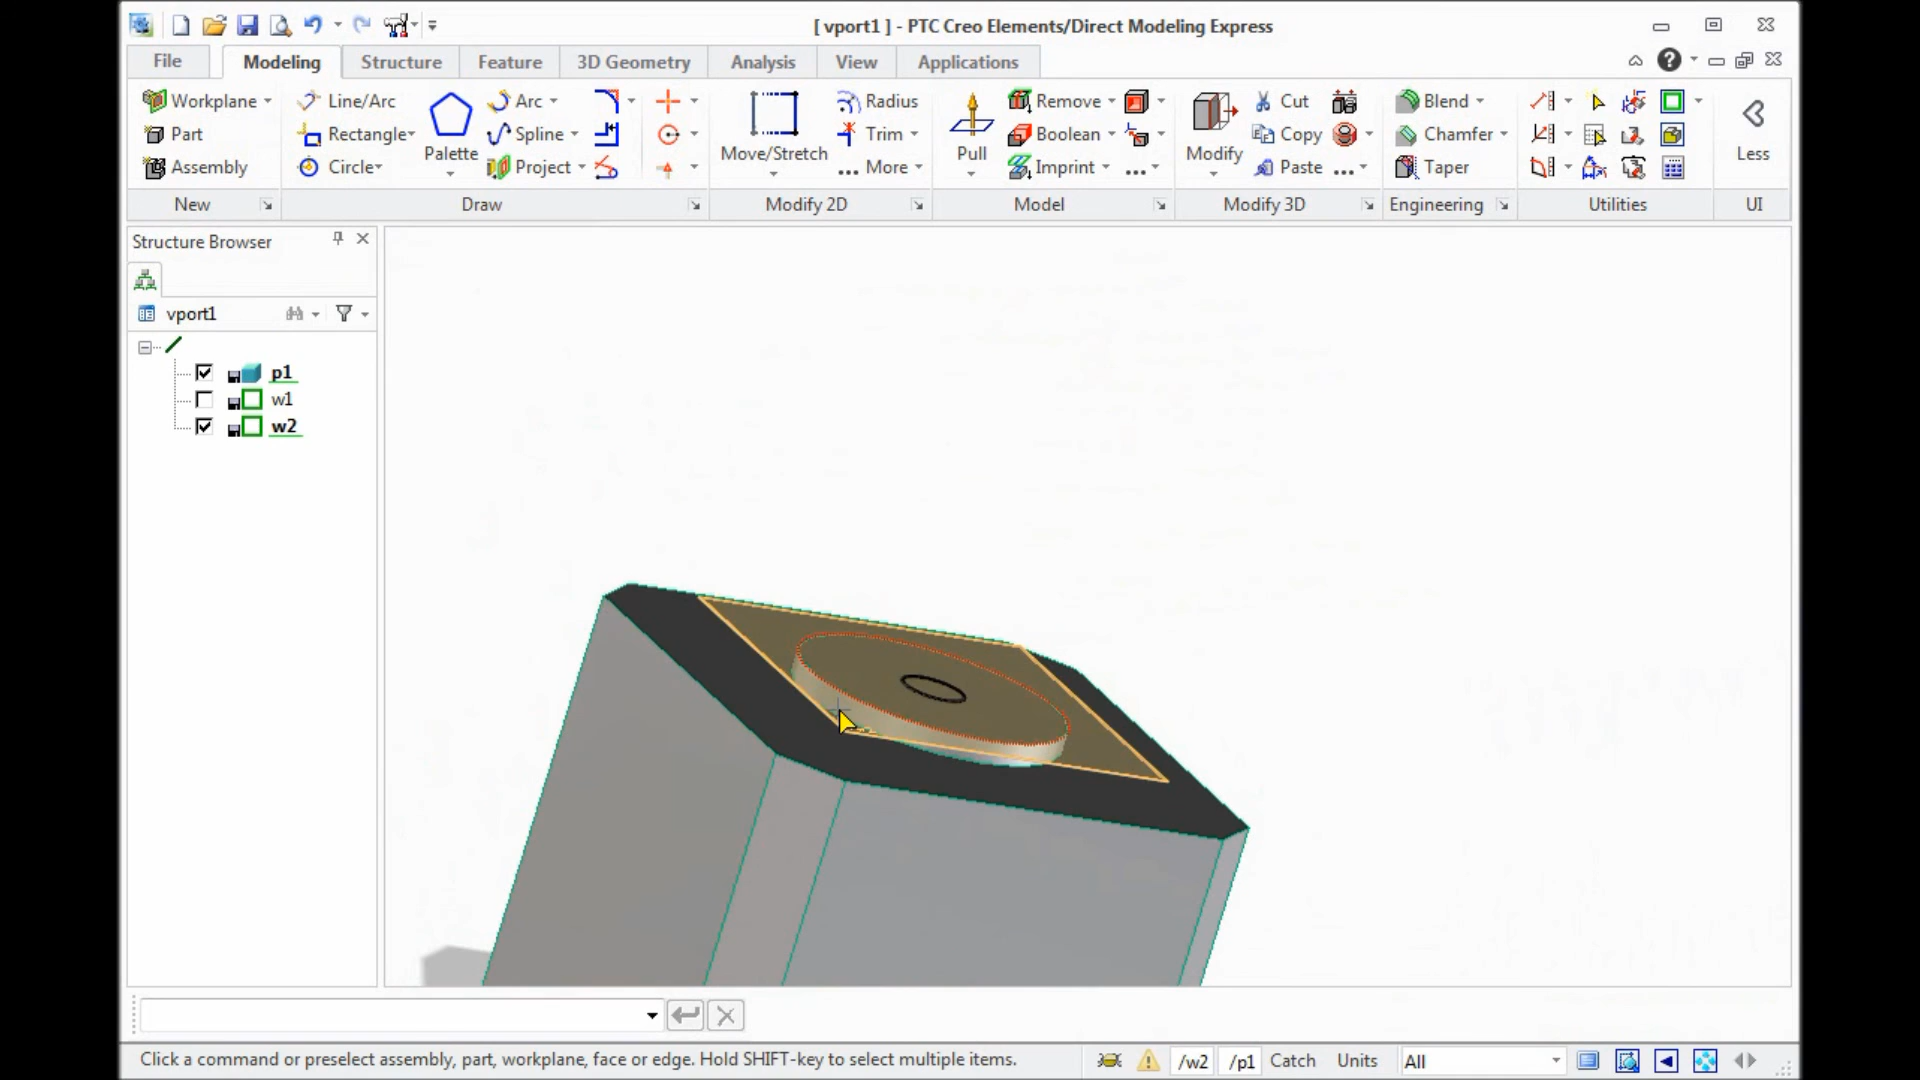 [ vport1 ] - PTC Creo Elements/Direct Modeling Express
File
Modeling
Structure
Feature
3D Geometry
Analysis
View
Applications
Workplane
Part
Assembly
New
Line/Arc
Rectangle
Circle
Palette
Arc
Spline
Project
Draw
Move/Stretch
Radius
Trim
More
Modify 2D
Pull
Remove
Boolean
Imprint
Model
Modify
Cut
Copy
Paste
Modify 3D
Blend
Chamfer
Taper
Engineering
Utilities
Less
UI
Structure Browser
vport1
p1
w1
w2
Click a command or preselect assembly, part, workplane, face or edge. Hold SHIFT-key to select multiple items.
/w2
/p1
Catch
Units
All